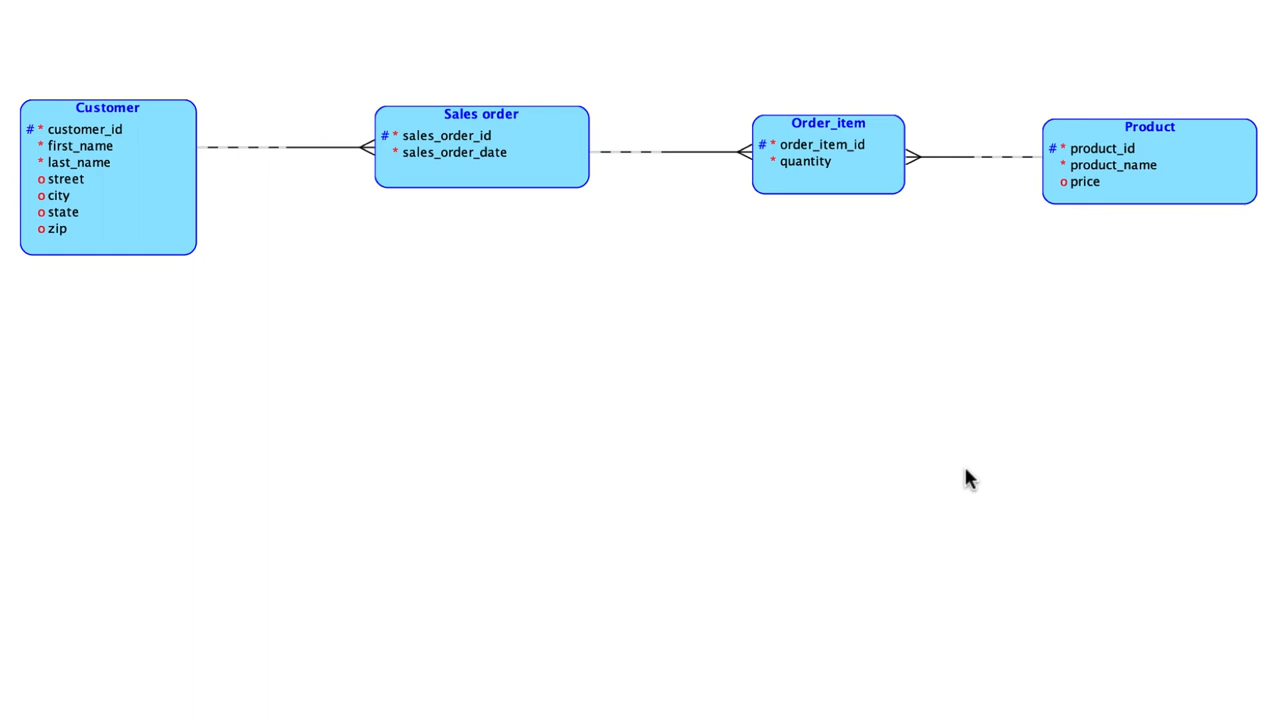 Customer
# * customer_id
* first_name
* last_name
o street
o city
o state
o zip
Sales order
# * sales_order_id
* sales_order_date
Order_item
# * order_item_id
* quantity
Product
# * product_id
* product_name
o price